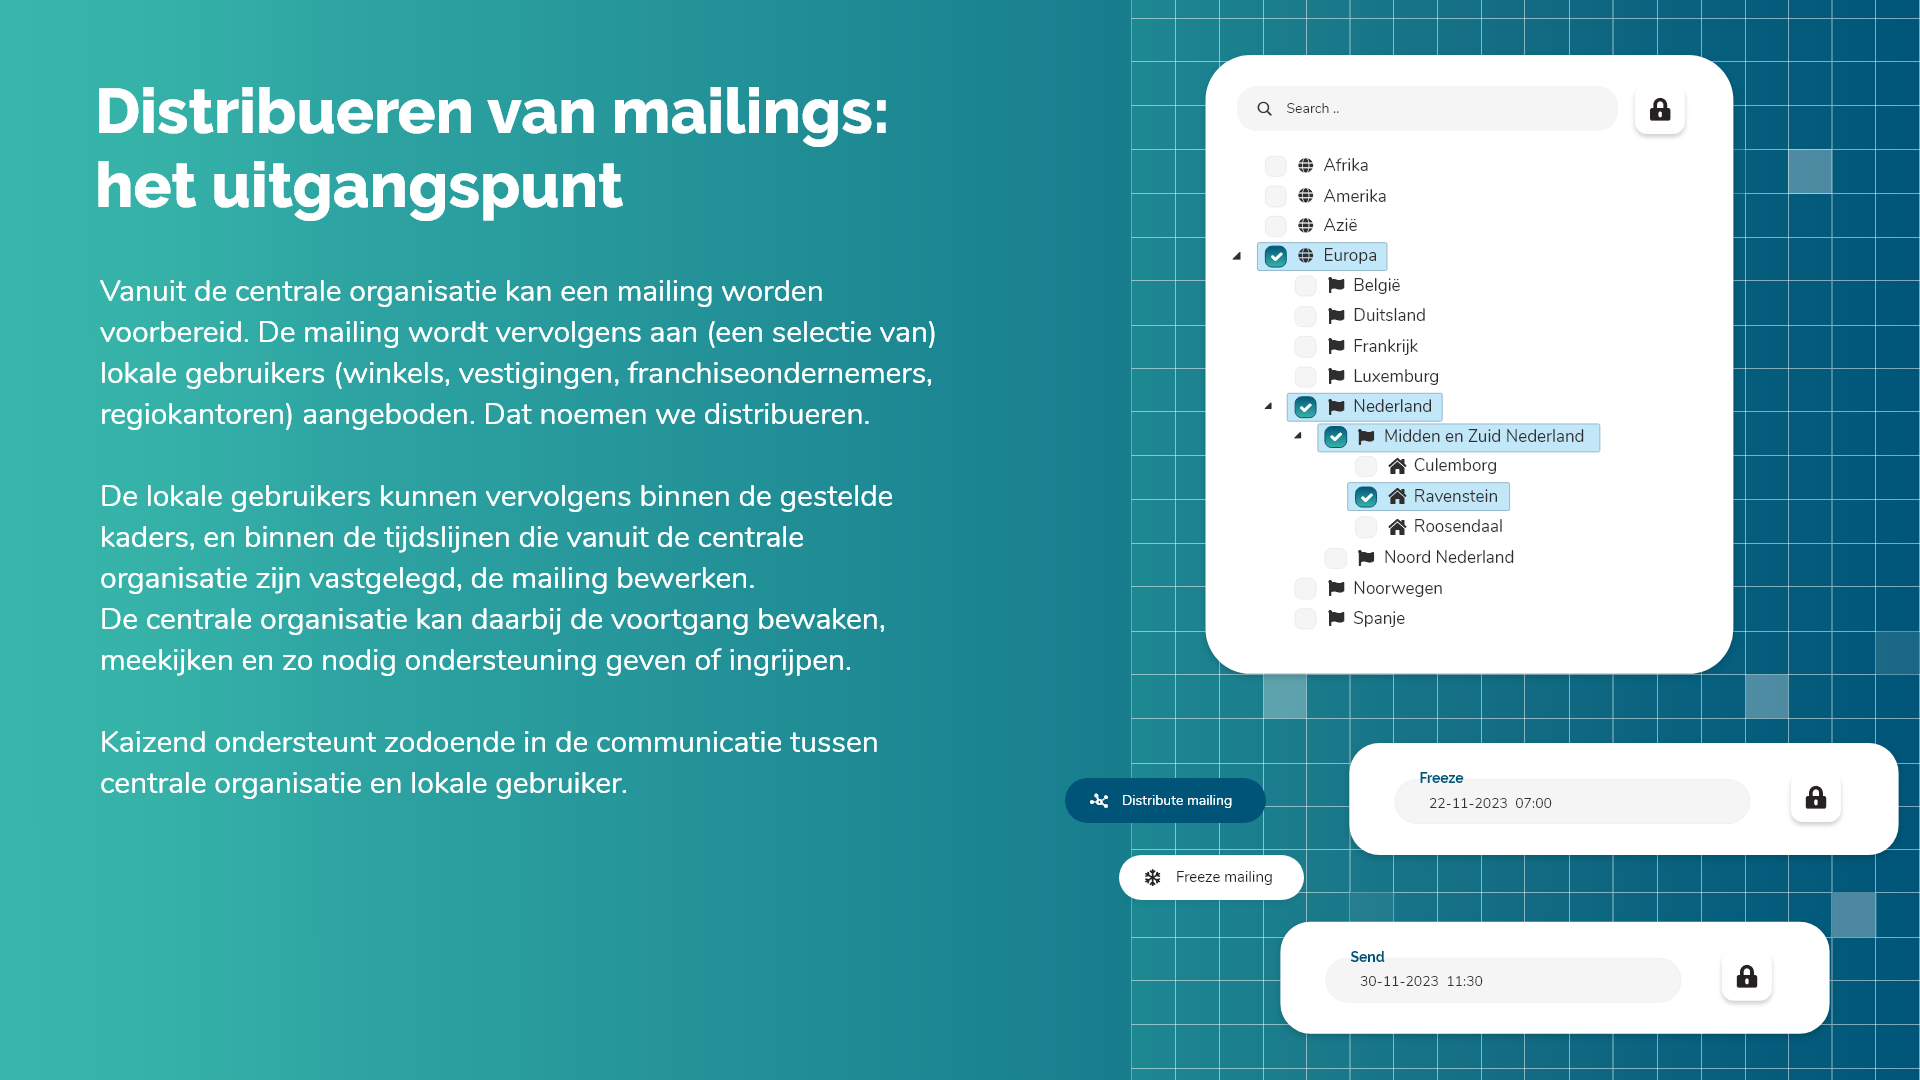 Distribueren van mailings:
het uitgangspunt
Vanuit de centrale organisatie kan een mailing worden
voorbereid. De mailing wordt vervolgens aan (een selectie van)
lokale gebruikers (winkels, vestigingen, franchiseondernemers,
regiokantoren) aangeboden. Dat noemen we distribueren.
De lokale gebruikers kunnen vervolgens binnen de gestelde
kaders, en binnen de tijdslijnen die vanuit de centrale
organisatie zijn vastgelegd, de mailing bewerken.
De centrale organisatie kan daarbij de voortgang bewaken,
meekijken en zo nodig ondersteuning geven of ingrijpen.
Kaizend ondersteunt zodoende in de communicatie tussen
centrale organisatie en lokale gebruiker.
Search ..
Afrika
Amerika
Azië
Europa
België
Duitsland
Frankrijk
Luxemburg
Nederland
Midden en Zuid Nederland
Culemborg
Ravenstein
Roosendaal
Noord Nederland
Noorwegen
Spanje
Distribute mailing
Freeze mailing
Freeze
22-11-2023 07:00
Send
30-11-2023 11:30